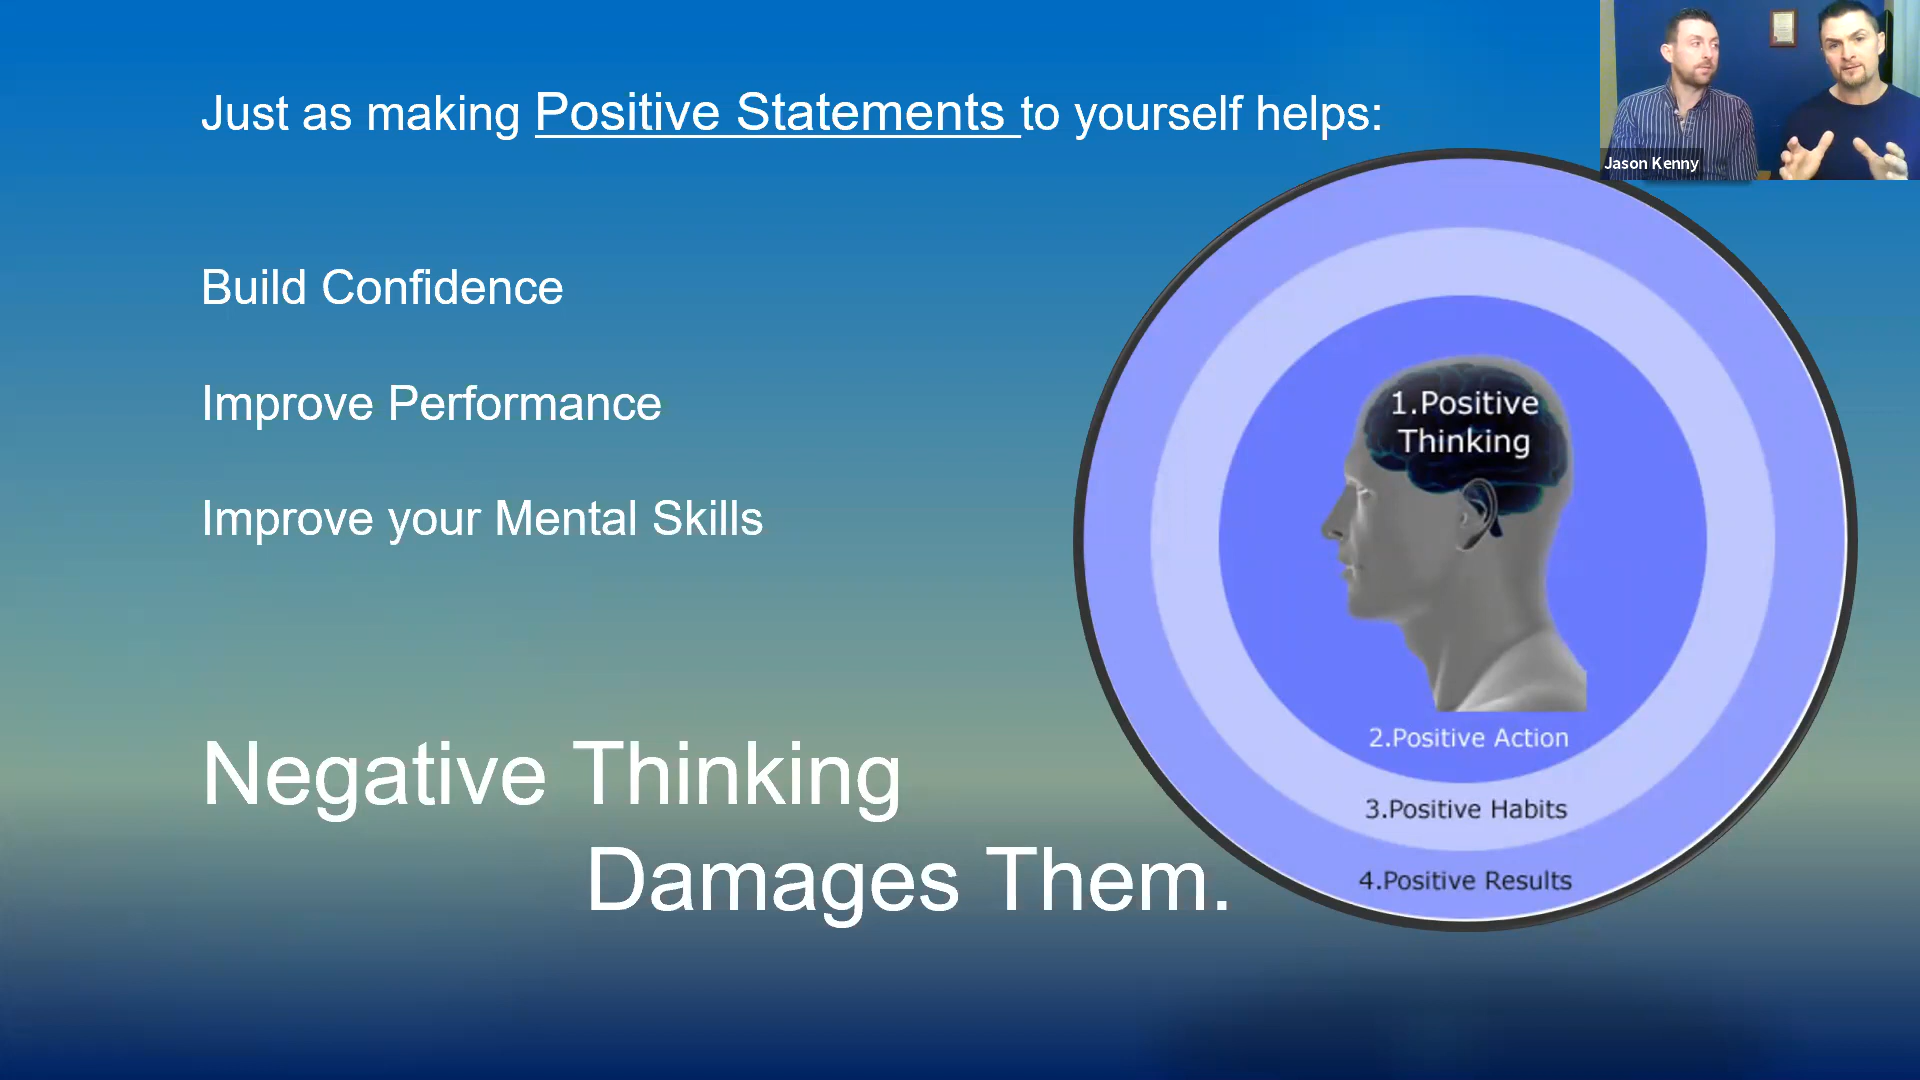 Just as making Positive Statements to yourself helps:
Jason Kenny
Build Confidence
Improve Performance
Improve your Mental Skills
Negative Thinking
Damages Them.
1.Positive
Thinking
2.Positive Action
3.Positive Habits
4.Positive Results